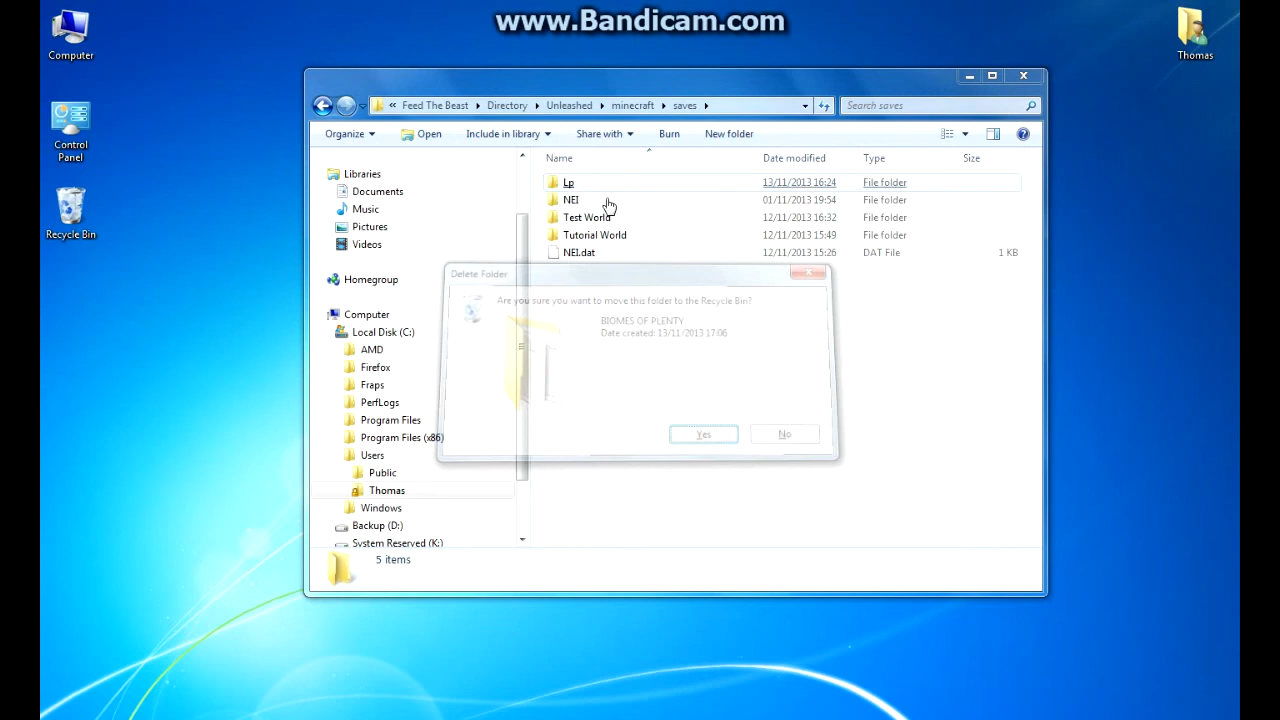 www.Bandicam.com
Computer
Thomas
Control
Panel
Recycle Bin
« Feed The Beast Directory Unleashed minecraft saves
Search saves
Organize Open Include in library Share with Burn New folder
Name Date modified Type Size
Libraries
Documents
Music
Pictures
Videos
Homegroup
Computer
Local Disk (C:)
AMD
Firefox
Fraps
PerfLogs
Program Files
Program Files (x86)
Users
Public
Thomas
Windows
Backup (D:)
System Reserved (K:)
Lp 13/11/2013 16:24 File folder
NEI 01/11/2013 19:54 File folder
Test World 12/11/2013 16:32 File folder
Tutorial World 12/11/2013 15:49 File folder
NEI.dat 12/11/2013 15:26 DAT File 1 KB
Delete Folder
Are you sure you want to move this folder to the Recycle Bin?
BIOMES OF PLENTY
Date created: 13/11/2013 17:06
Yes No
5 items